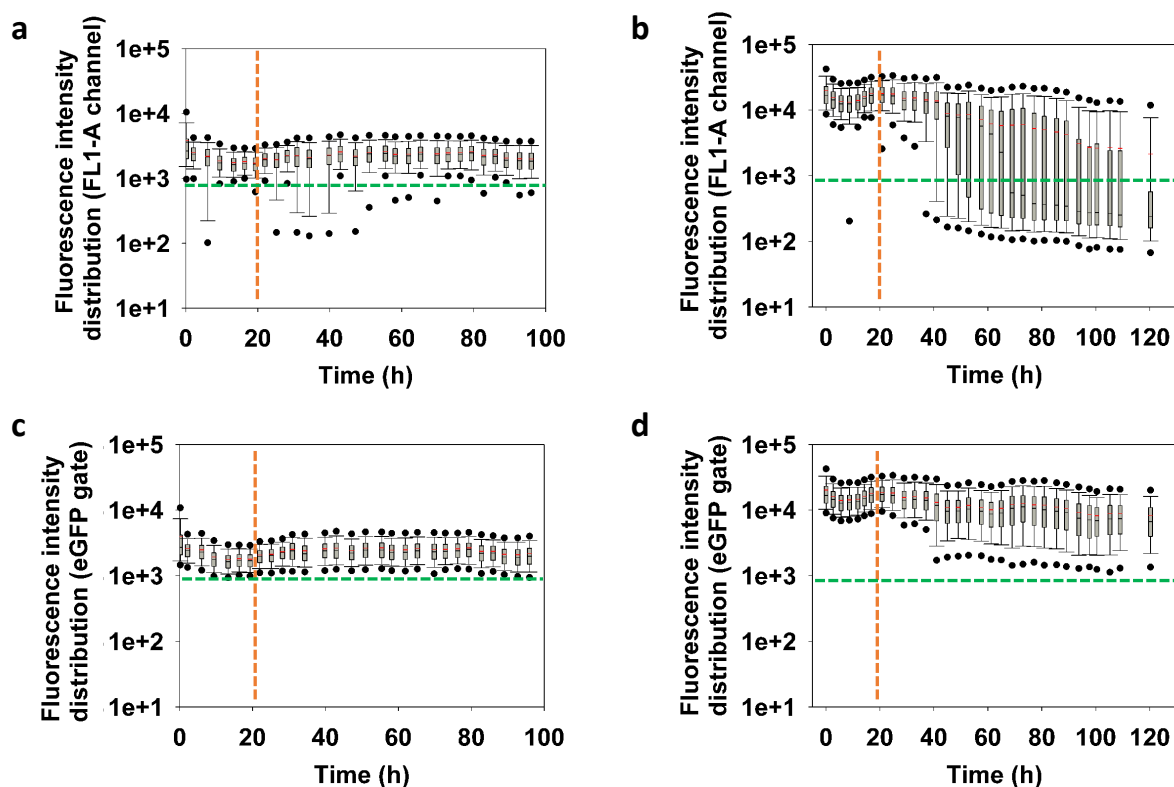 a
Fluorescence intensity
distribution (FL1-A channel)
1e+5
1e+4
1e+3
1e+2
1e+1
0 20 40 60 80 100
Time (h)
b
Fluorescence intensity
distribution (FL1-A channel)
1e+5
1e+4
1e+3
1e+2
1e+1
0 20 40 60 80 100 120
Time (h)
c
Fluorescence intensity
distribution (eGFP gate)
1e+5
1e+4
1e+3
1e+2
1e+1
0 20 40 60 80 100
Time (h)
d
Fluorescence intensity
distribution (eGFP gate)
1e+5
1e+4
1e+3
1e+2
1e+1
0 20 40 60 80 100 120
Time (h)